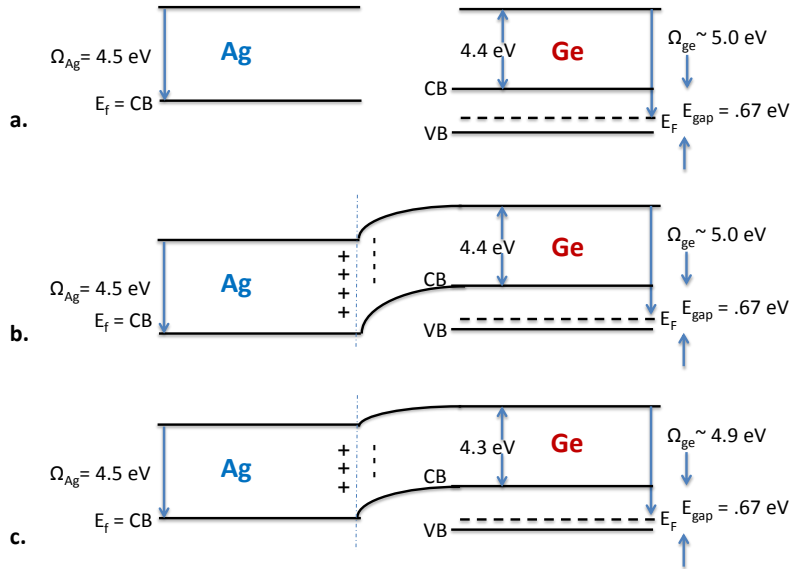 Ω_Ag= 4.5 eV
Ag
E_f = CB
a.
4.4 eV
Ge
Ω_ge ~ 5.0 eV
CB
E_F
E_gap = .67 eV
VB
Ω_Ag= 4.5 eV
Ag
+
+
+
+
E_f = CB
b.
4.4 eV
Ge
Ω_ge ~ 5.0 eV
CB
E_F
E_gap = .67 eV
VB
Ω_Ag= 4.5 eV
Ag
+
+
+
E_f = CB
c.
4.3 eV
Ge
Ω_ge ~ 4.9 eV
CB
E_F
E_gap = .67 eV
VB